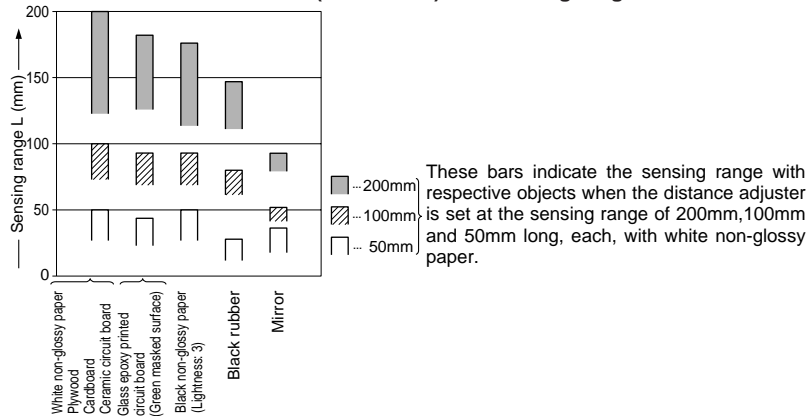 200
150
100
50
0
Sensing range L (mm)
White non-glossy paper
Plywood
Cardboard
Ceramic circuit board
Glass epoxy printed
circuit board
(Green masked surface)
Black non-glossy paper
(Lightness: 3)
Black rubber
Mirror
···200mm
···100mm
··· 50mm
These bars indicate the sensing range with
respective objects when the distance adjuster
is set at the sensing range of 200mm,100mm
and 50mm long, each, with white non-glossy
paper.